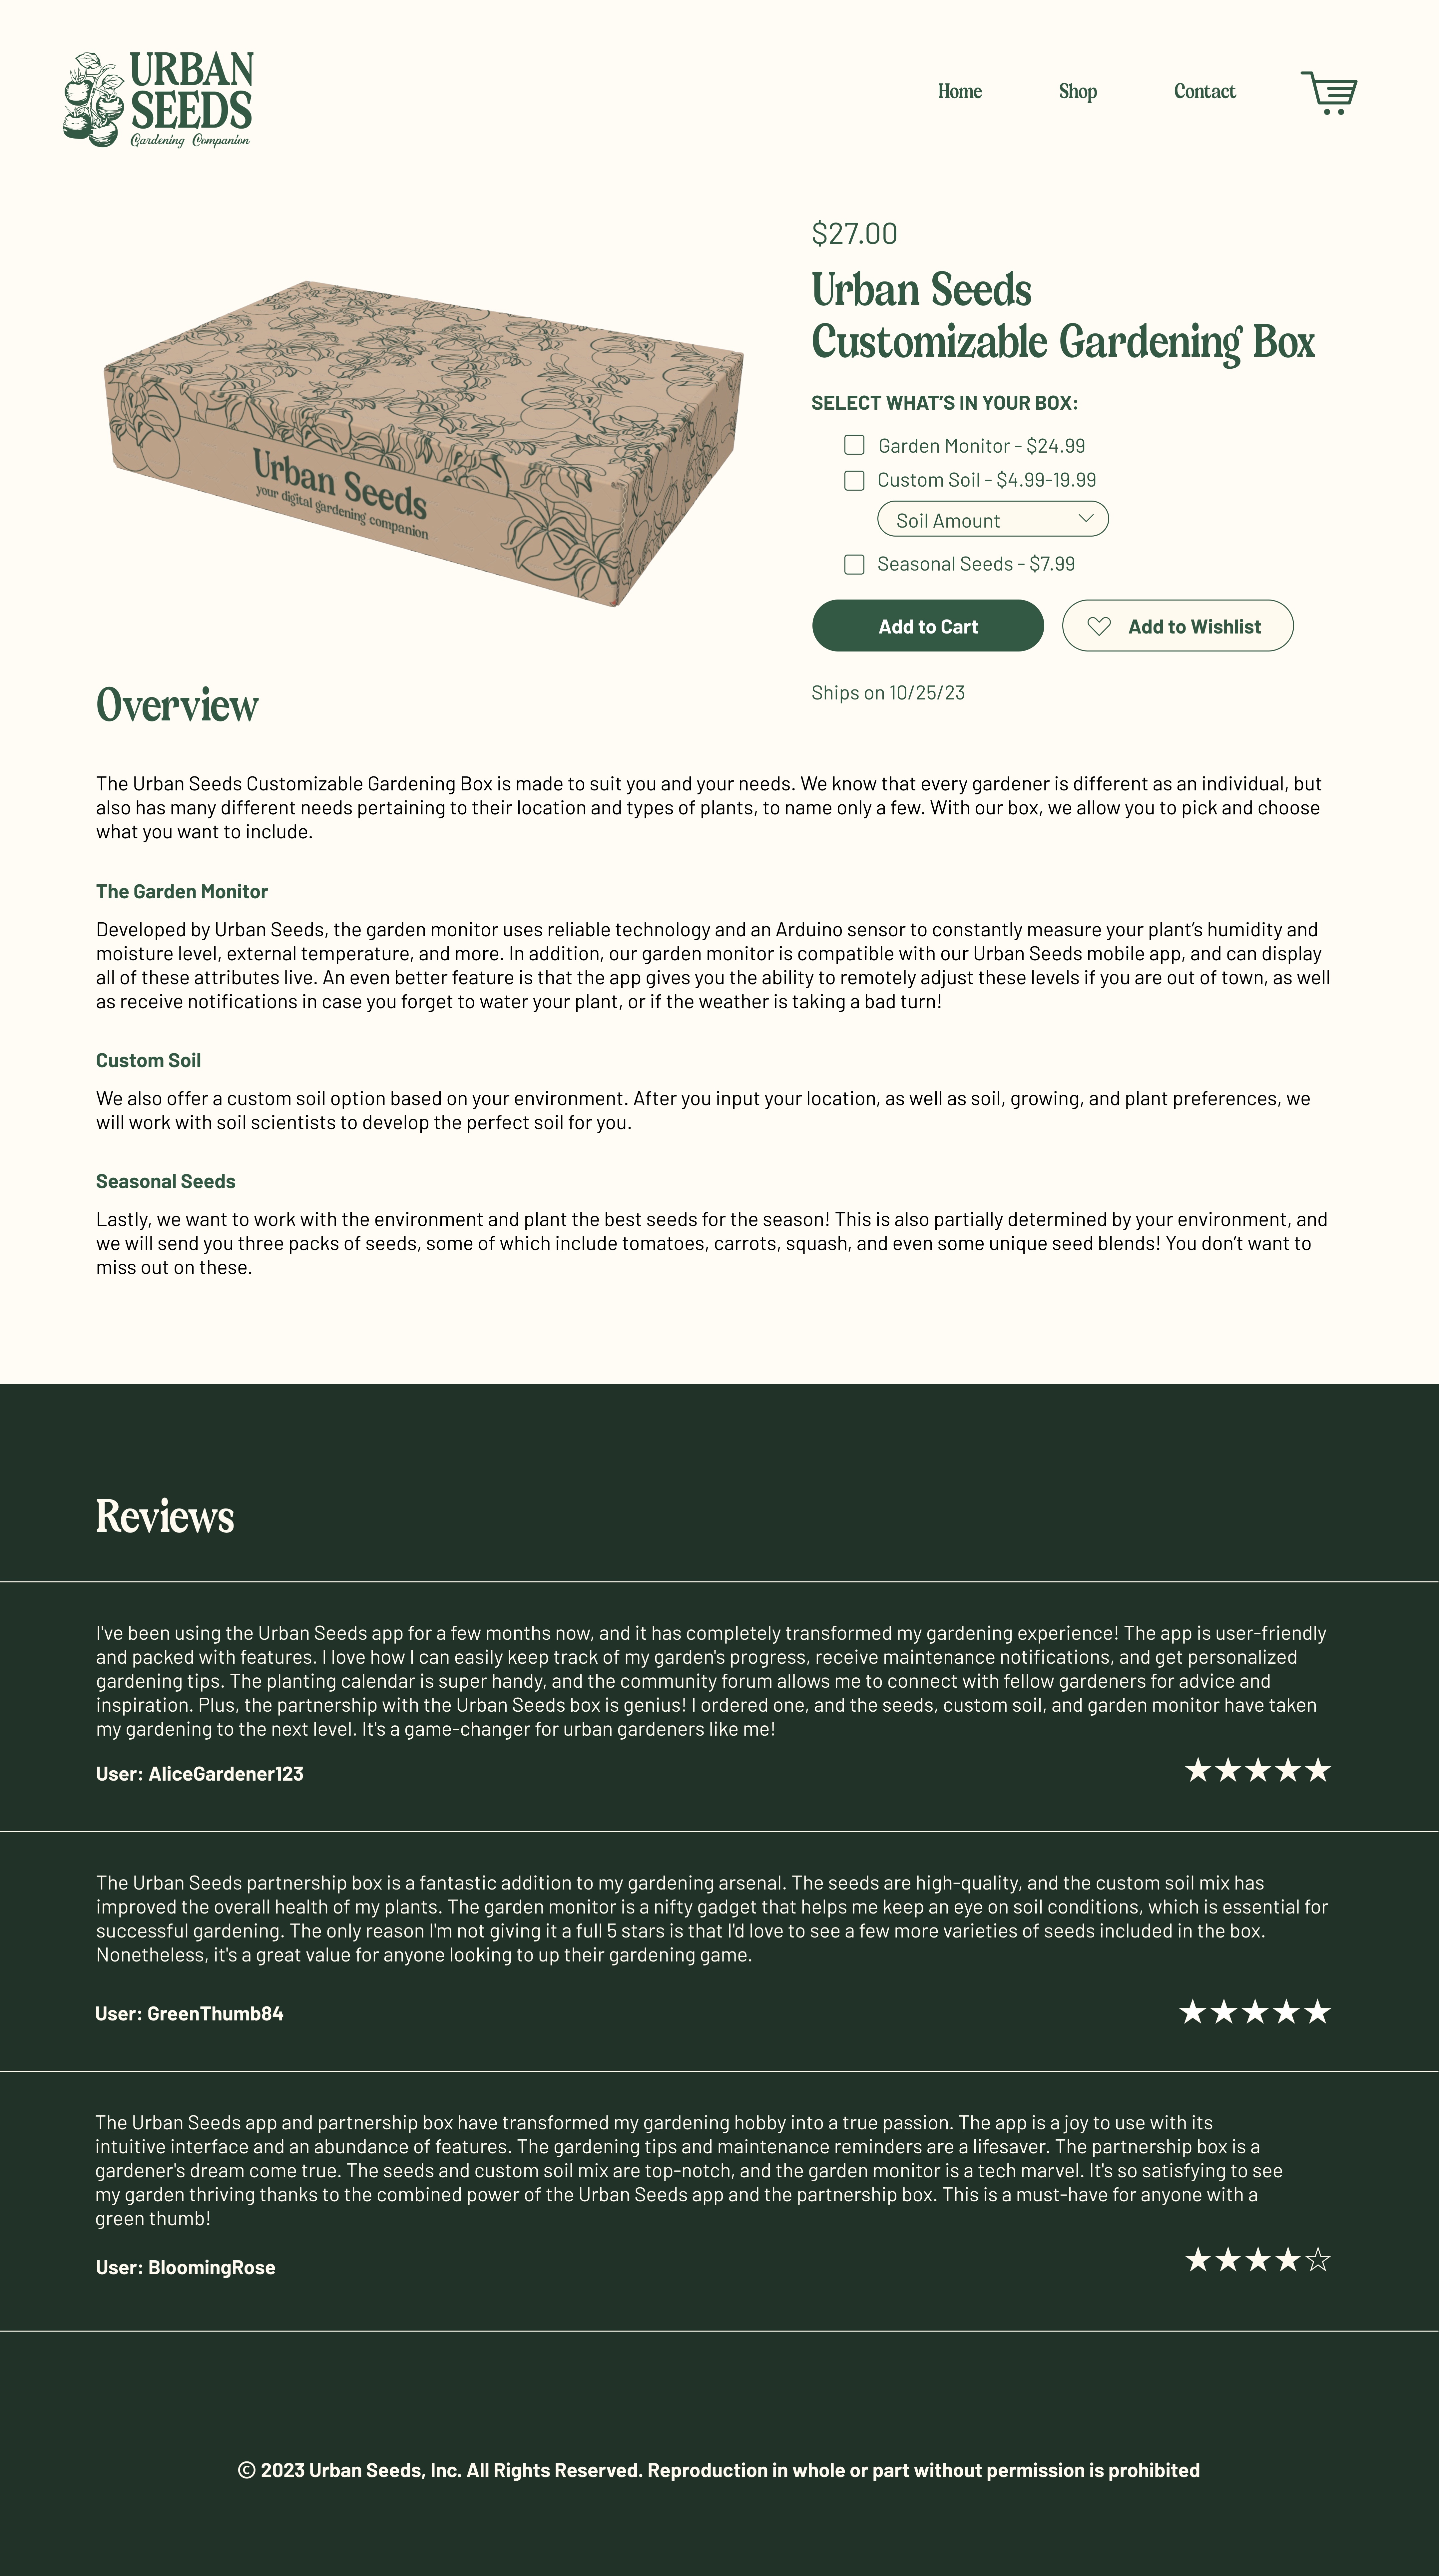 URBAN
SEEDS
Gardening Companion
Home
Shop
Contact
$27.00
Urban Seeds
Customizable Gardening Box
SELECT WHAT’S IN YOUR BOX:
Garden Monitor - $24.99
Custom Soil - $4.99-19.99
Soil Amount
Seasonal Seeds - $7.99
Add to Cart
Add to Wishlist
Ships on 10/25/23
Urban Seeds
your digital gardening companion
Overview
The Urban Seeds Customizable Gardening Box is made to suit you and your needs. We know that every gardener is different as an individual, but
also has many different needs pertaining to their location and types of plants, to name only a few. With our box, we allow you to pick and choose
what you want to include.
The Garden Monitor
Developed by Urban Seeds, the garden monitor uses reliable technology and an Arduino sensor to constantly measure your plant’s humidity and
moisture level, external temperature, and more. In addition, our garden monitor is compatible with our Urban Seeds mobile app, and can display
all of these attributes live. An even better feature is that the app gives you the ability to remotely adjust these levels if you are out of town, as well
as receive notifications in case you forget to water your plant, or if the weather is taking a bad turn!
Custom Soil
We also offer a custom soil option based on your environment. After you input your location, as well as soil, growing, and plant preferences, we
will work with soil scientists to develop the perfect soil for you.
Seasonal Seeds
Lastly, we want to work with the environment and plant the best seeds for the season! This is also partially determined by your environment, and
we will send you three packs of seeds, some of which include tomatoes, carrots, squash, and even some unique seed blends! You don’t want to
miss out on these.
Reviews
I've been using the Urban Seeds app for a few months now, and it has completely transformed my gardening experience! The app is user-friendly
and packed with features. I love how I can easily keep track of my garden's progress, receive maintenance notifications, and get personalized
gardening tips. The planting calendar is super handy, and the community forum allows me to connect with fellow gardeners for advice and
inspiration. Plus, the partnership with the Urban Seeds box is genius! I ordered one, and the seeds, custom soil, and garden monitor have taken
my gardening to the next level. It's a game-changer for urban gardeners like me!
User: AliceGardener123
The Urban Seeds partnership box is a fantastic addition to my gardening arsenal. The seeds are high-quality, and the custom soil mix has
improved the overall health of my plants. The garden monitor is a nifty gadget that helps me keep an eye on soil conditions, which is essential for
successful gardening. The only reason I'm not giving it a full 5 stars is that I'd love to see a few more varieties of seeds included in the box.
Nonetheless, it's a great value for anyone looking to up their gardening game.
User: GreenThumb84
The Urban Seeds app and partnership box have transformed my gardening hobby into a true passion. The app is a joy to use with its
intuitive interface and an abundance of features. The gardening tips and maintenance reminders are a lifesaver. The partnership box is a
gardener's dream come true. The seeds and custom soil mix are top-notch, and the garden monitor is a tech marvel. It's so satisfying to see
my garden thriving thanks to the combined power of the Urban Seeds app and the partnership box. This is a must-have for anyone with a
green thumb!
User: BloomingRose
© 2023 Urban Seeds, Inc. All Rights Reserved. Reproduction in whole or part without permission is prohibited